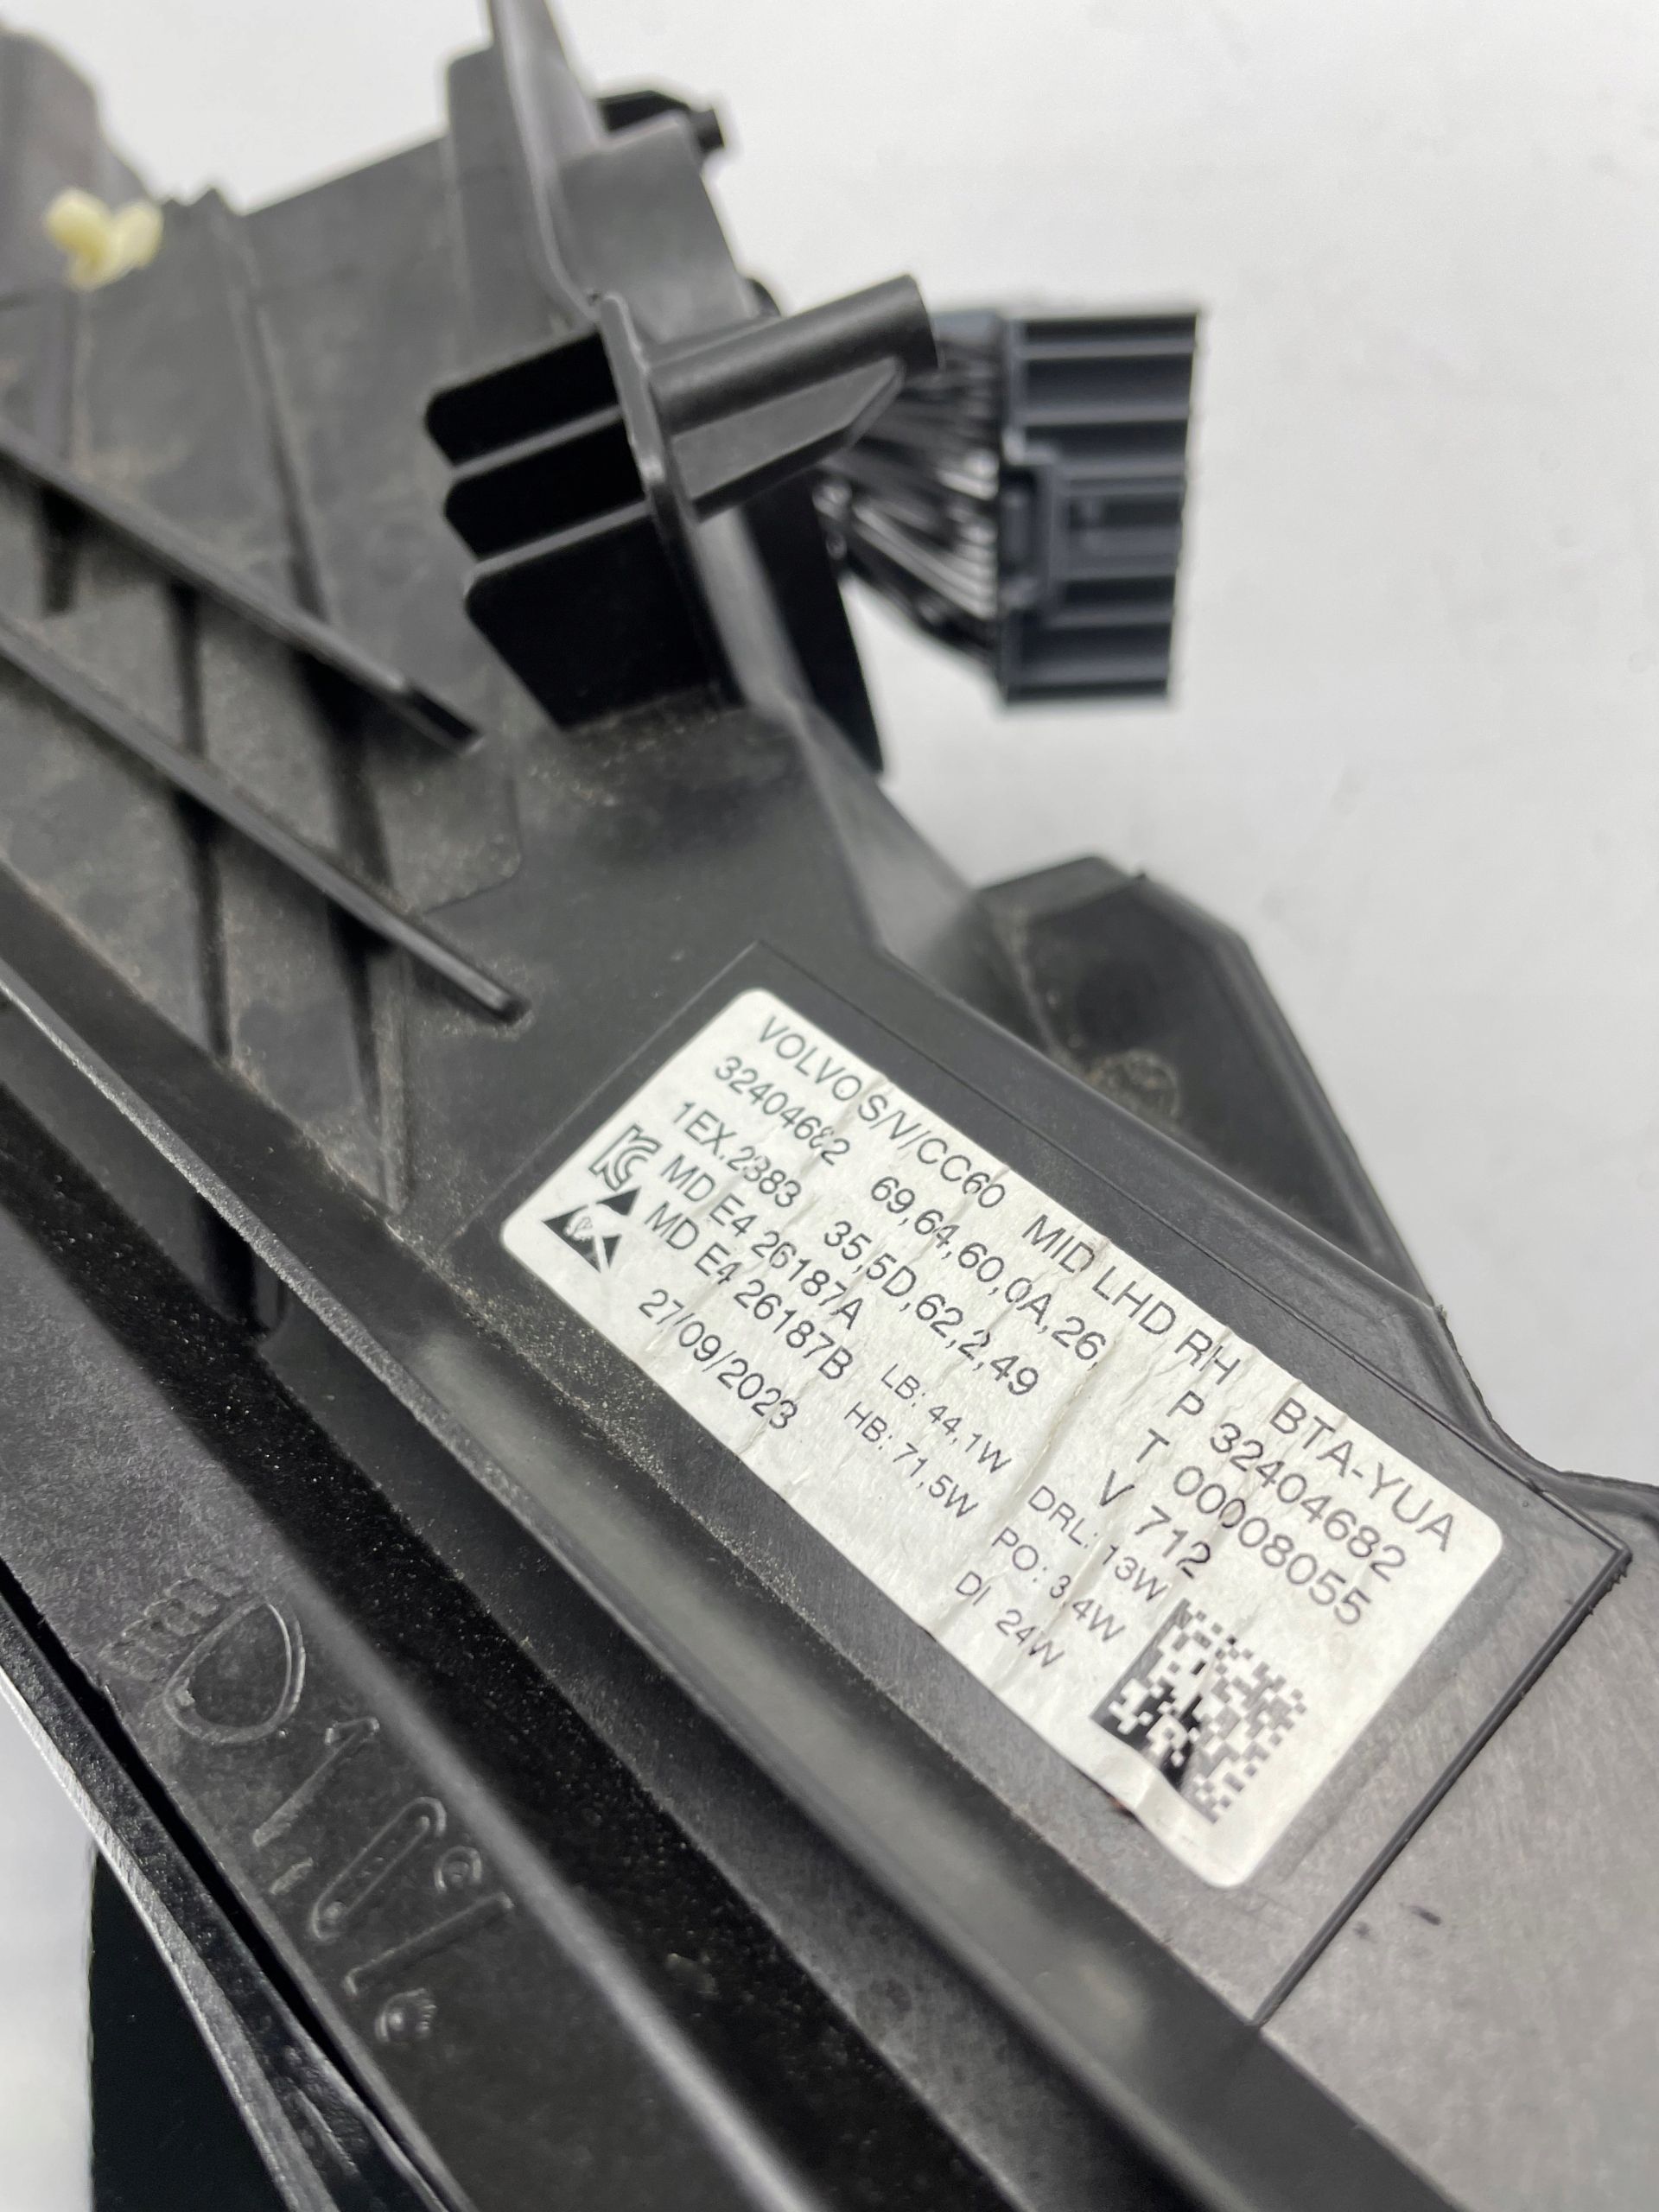 VOLVO S/V/CC60 MID LHD RH BTA-YUA
32404682 69,64,60,0A,26, P 32404682
1EX.2383 35,5D,62,2,49 T 00008055
MD E4 26187A LB: 44,1W V 712
MD E4 26187B HB: 71,5W DRL: 13W
27/09/2023 PO: 3,4W
DI 24W